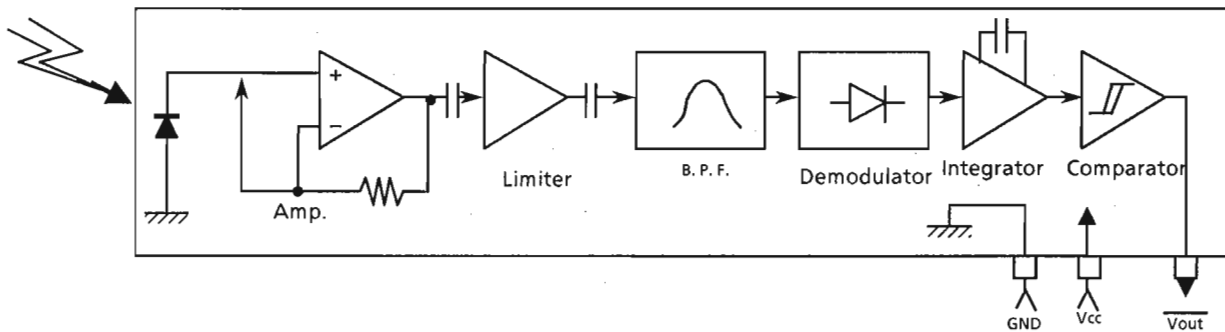 +
−
Amp.
Limiter
B. P. F.
Demodulator
Integrator
Comparator
GND
Vcc
Vout